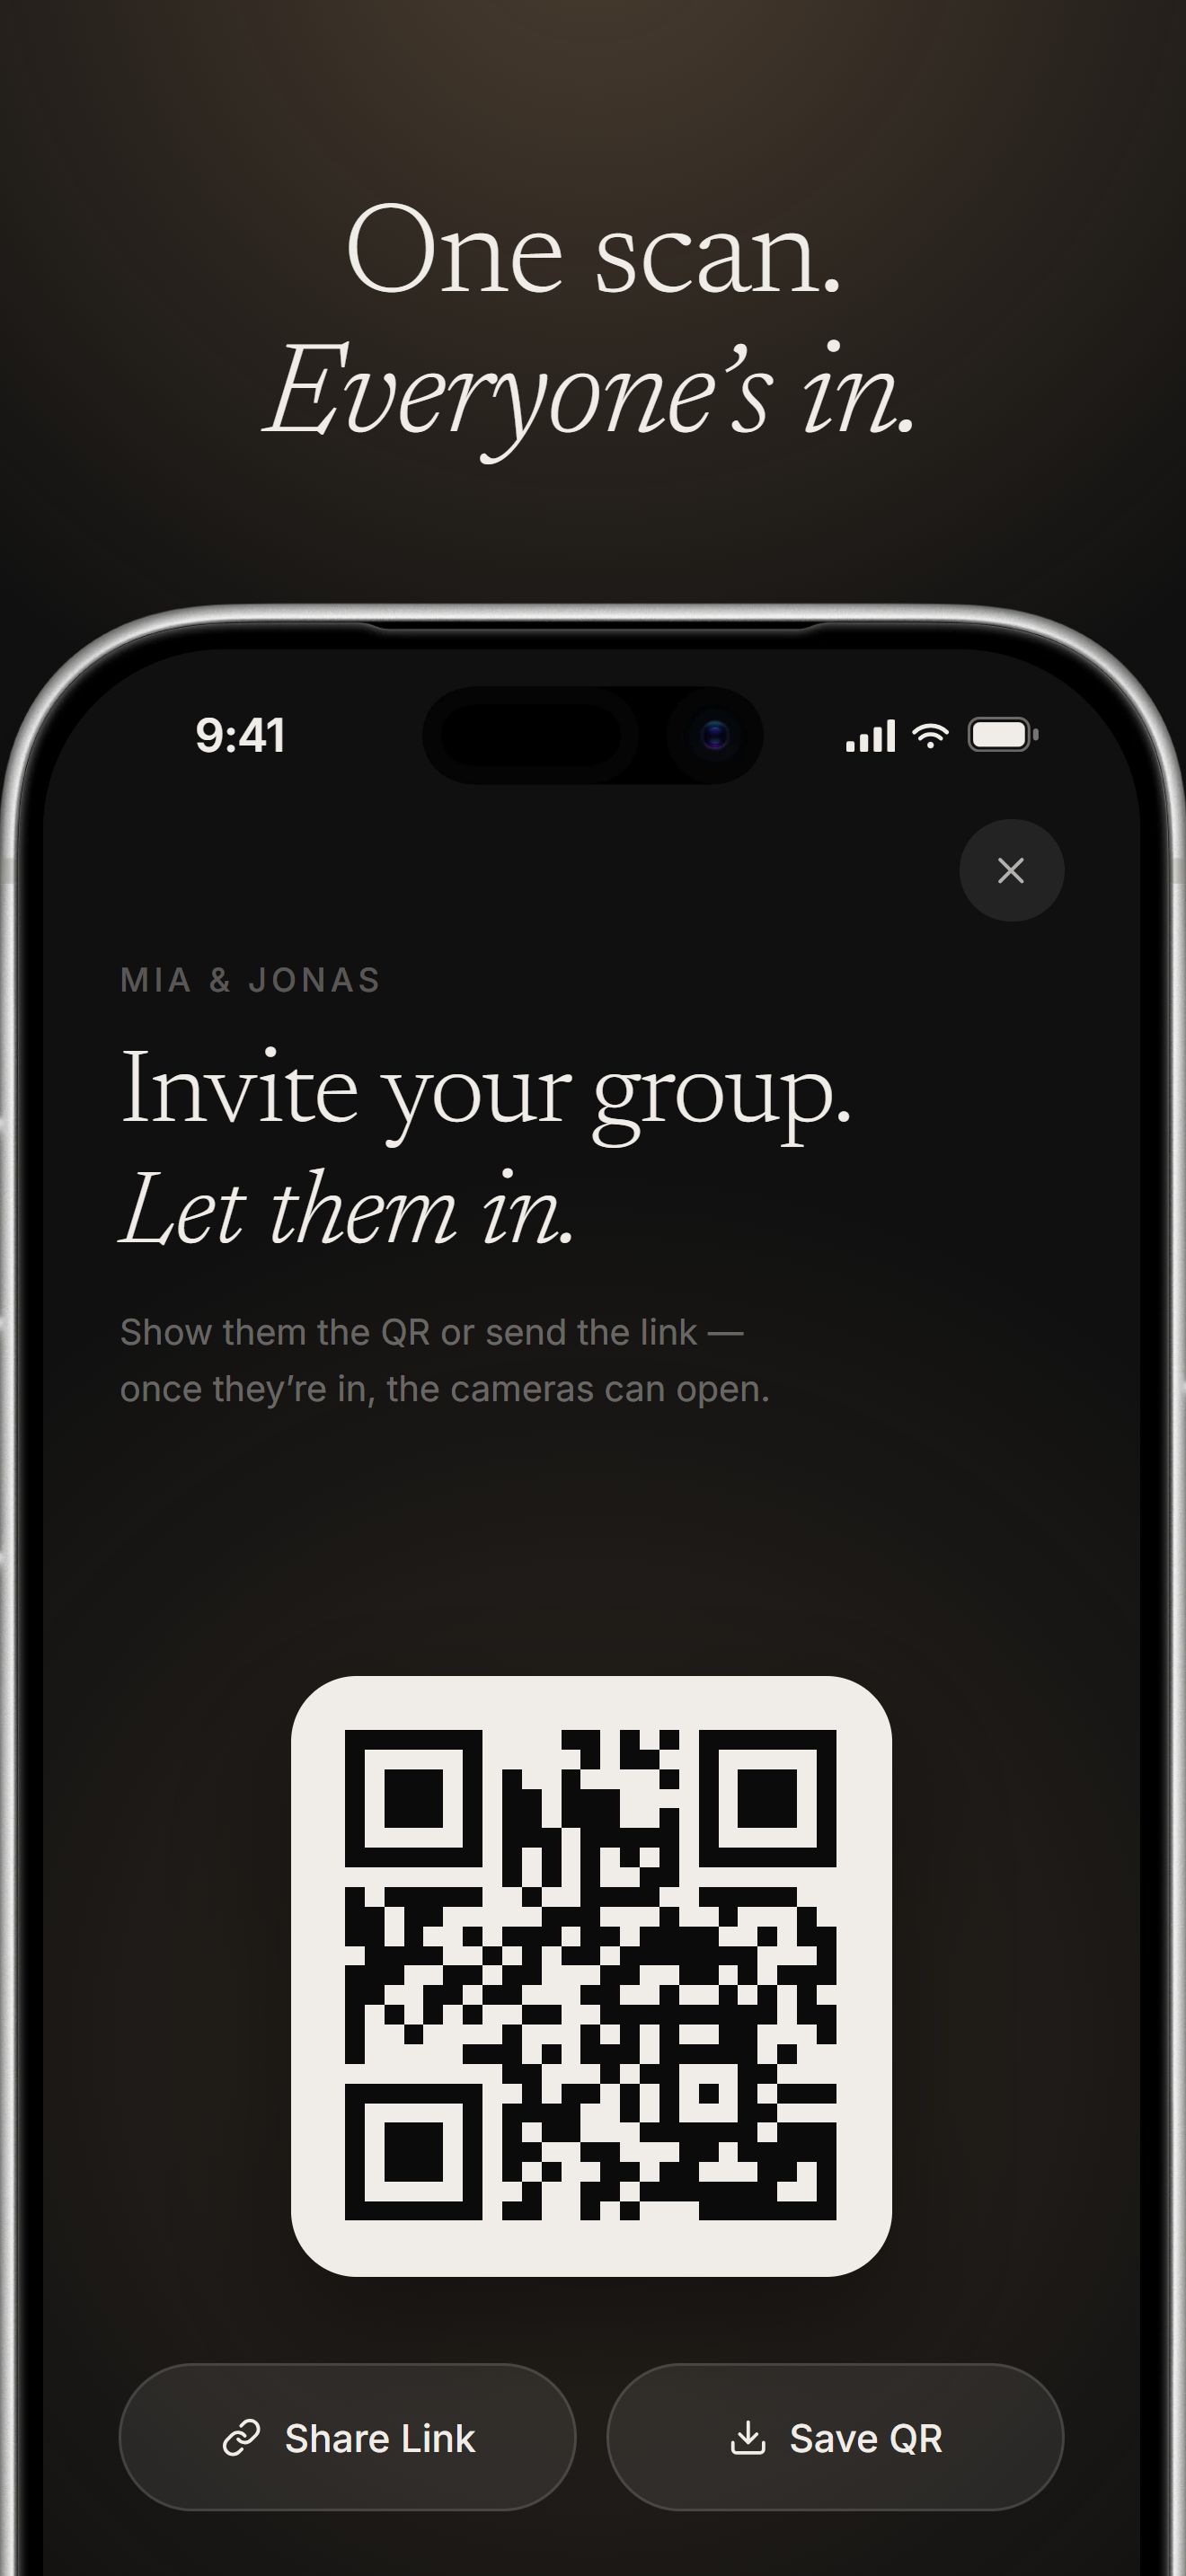 One scan.
Everyone’s in.
9:41
MIA & JONAS
Invite your group.
Let them in.
Show them the QR or send the link —
once they’re in, the cameras can open.
Share Link
Save QR